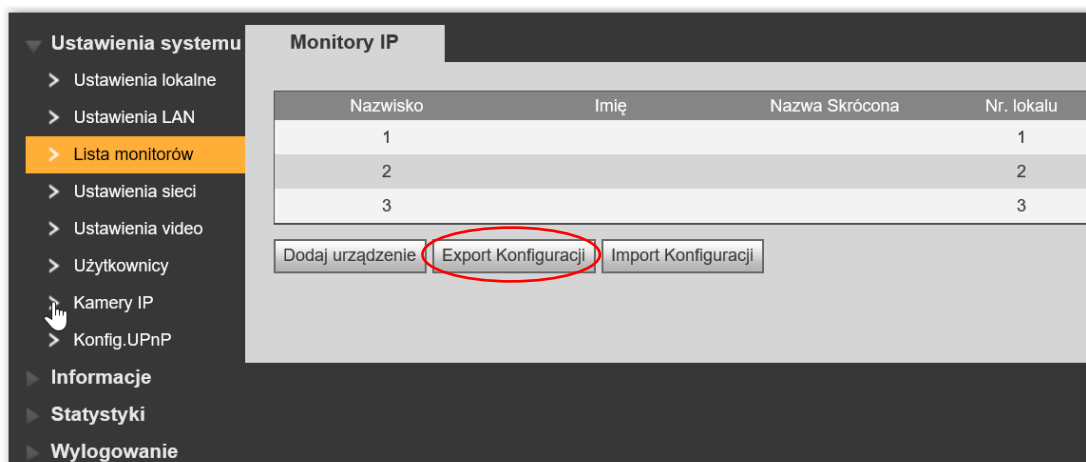 Ustawienia systemu
Ustawienia lokalne
Ustawienia LAN
Lista monitorów
Ustawienia sieci
Ustawienia video
Użytkownicy
Kamery IP
Konfig.UPnP
Informacje
Statystyki
Wylogowanie
Monitory IP
Nazwisko Imię Nazwa Skrócona Nr. lokalu
1 1
2 2
3 3
Dodaj urządzenie Export Konfiguracji Import Konfiguracji